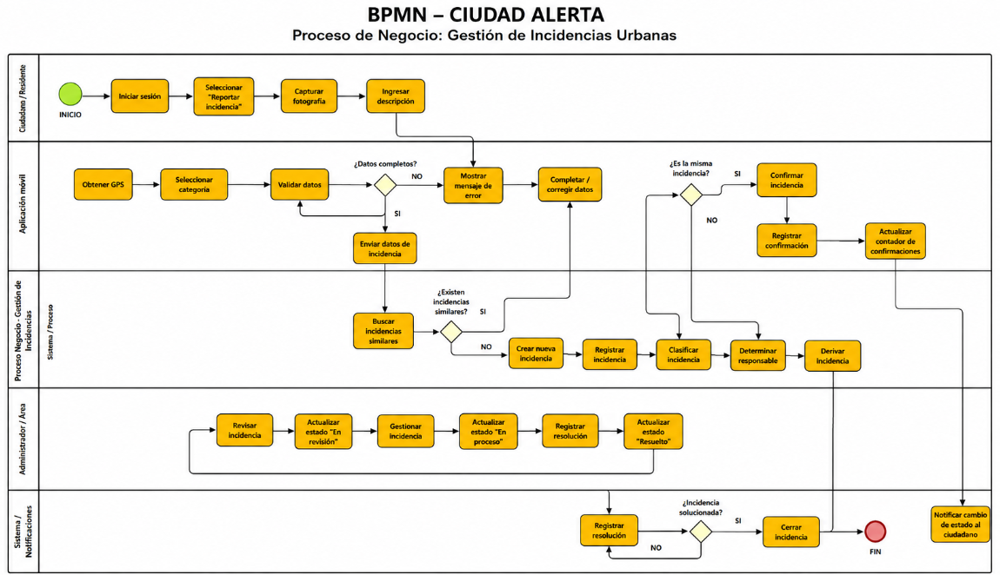 BPMN – CIUDAD ALERTA
Proceso de Negocio: Gestión de Incidencias Urbanas
Ciudadano / Residente
INICIO
Iniciar sesión
Seleccionar
"Reportar
incidencia"
Capturar
fotografía
Ingresar
descripción
Aplicación móvil
Obtener GPS
Seleccionar
categoría
Validar datos
¿Datos completos?
NO
SI
Mostrar
mensaje de
error
Completar /
corregir datos
Enviar datos de
incidencia
¿Es la misma
incidencia?
SI
NO
Confirmar
incidencia
Registrar
confirmación
Actualizar
contador de
confirmaciones
Proceso Negocio - Gestión de
Incidencias
Sistema / Proceso
Buscar
incidencias
similares
¿Existen
incidencias
similares?
SI
NO
Crear nueva
incidencia
Registrar
incidencia
Clasificar
incidencia
Determinar
responsable
Derivar
incidencia
Administrador / Área
Revisar
incidencia
Actualizar
estado "En
revisión"
Gestionar
incidencia
Actualizar
estado "En
proceso"
Registrar
resolución
Actualizar
estado
"Resuelto"
Sistema /
Notificaciones
Registrar
resolución
¿Incidencia
solucionada?
SI
NO
Cerrar
incidencia
FIN
Notificar cambio
de estado al
ciudadano